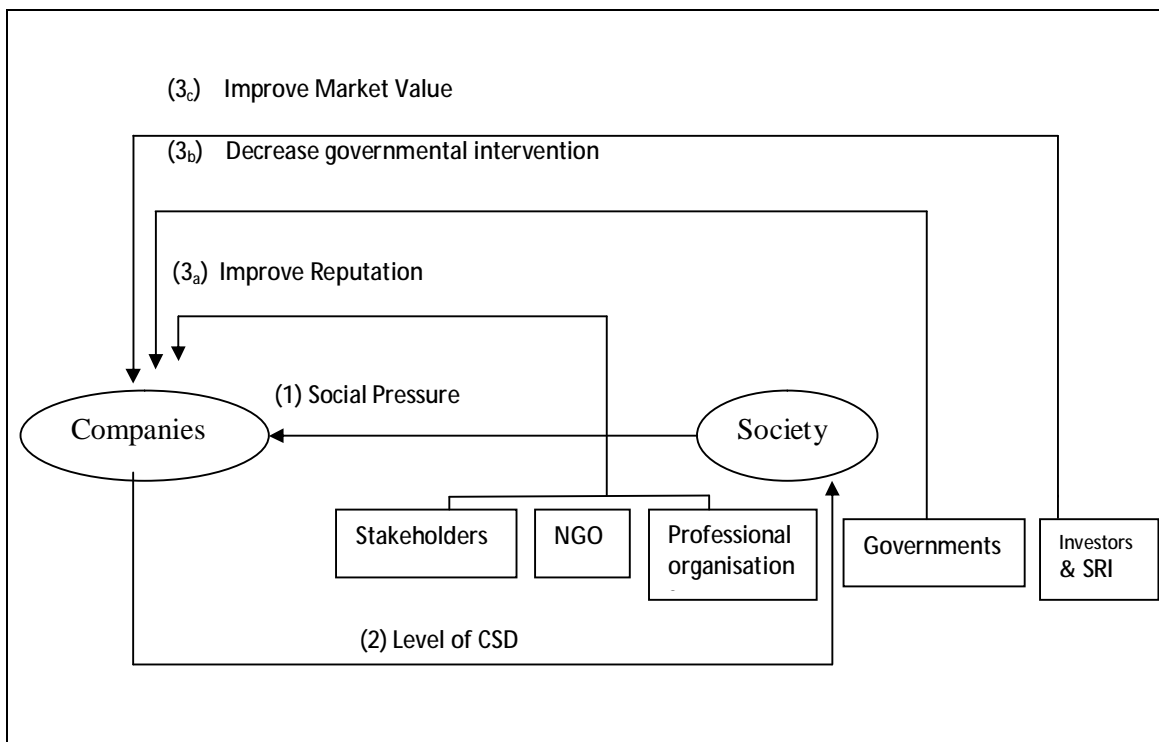 (3c) Improve Market Value
(3b) Decrease governmental intervention
(3a) Improve Reputation
(1) Social Pressure
Companies
Society
Stakeholders
NGO
Professional
organisation
Governments
Investors
& SRI
(2) Level of CSD